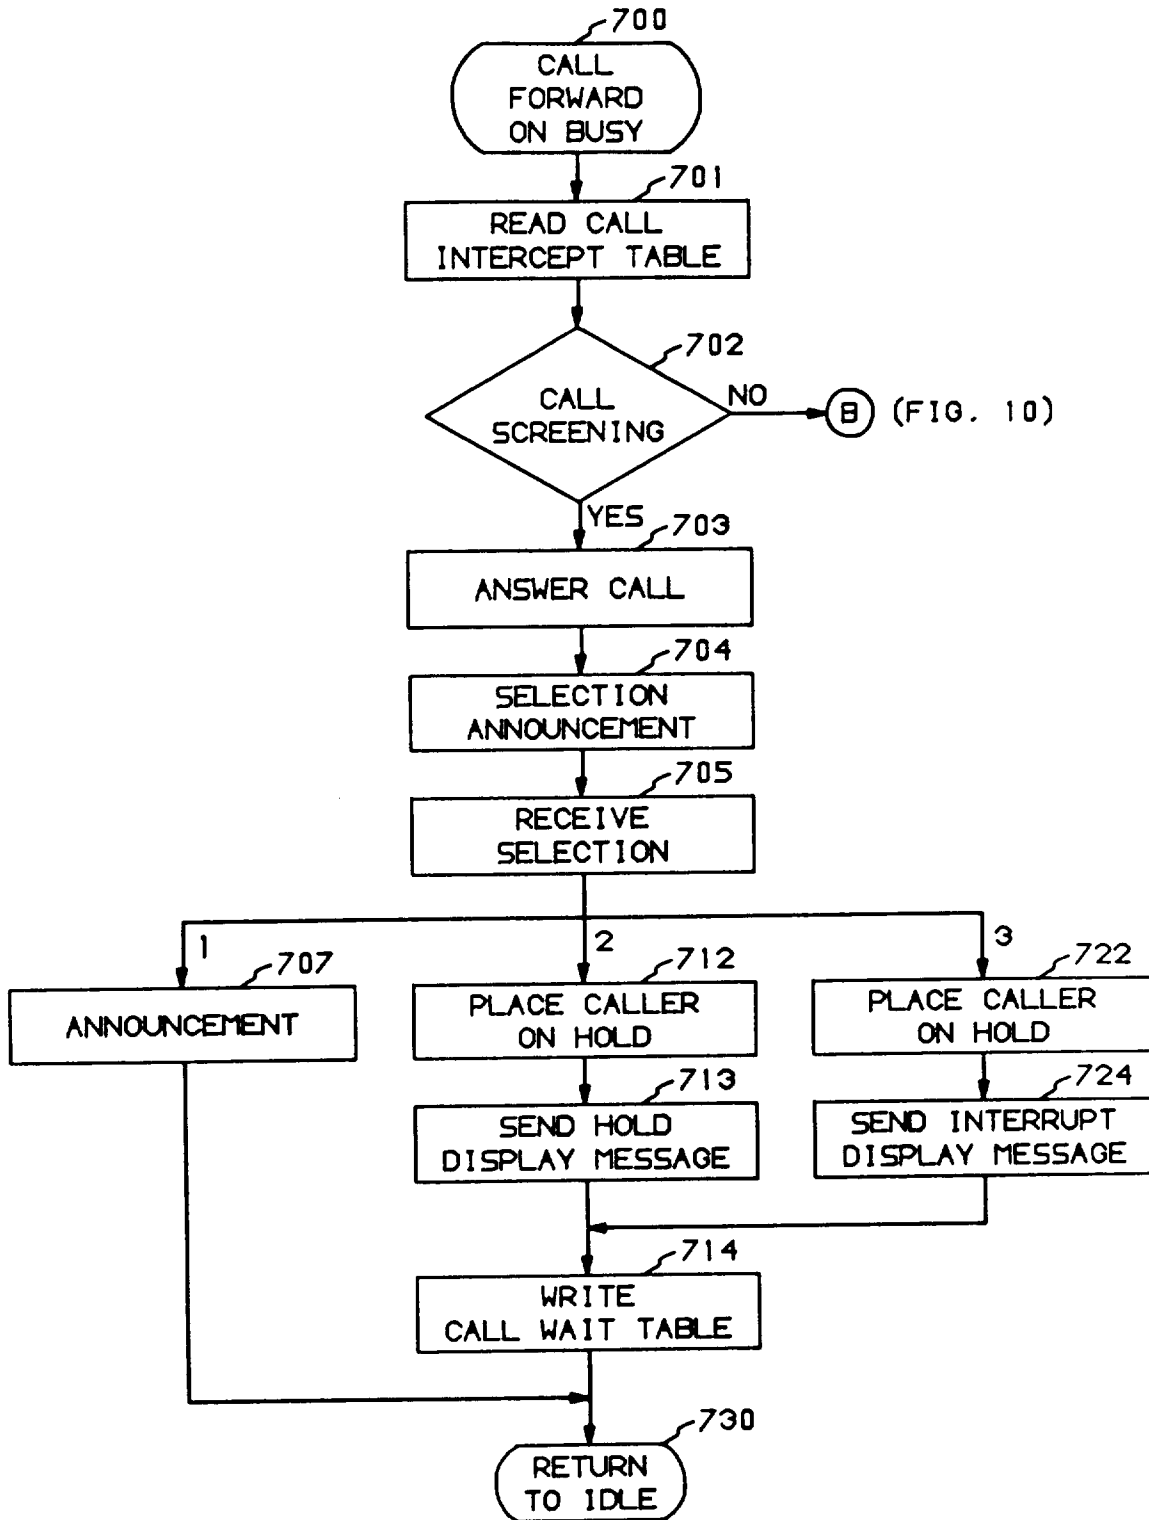 700
CALL
FORWARD
ON BUSY
701
READ CALL
INTERCEPT TABLE
702
CALL
SCREENING
NO
B (FIG. 10)
YES
703
ANSWER CALL
704
SELECTION
ANNOUNCEMENT
705
RECEIVE
SELECTION
1
2
3
707
ANNOUNCEMENT
712
PLACE CALLER
ON HOLD
722
PLACE CALLER
ON HOLD
713
SEND HOLD
DISPLAY MESSAGE
724
SEND INTERRUPT
DISPLAY MESSAGE
714
WRITE
CALL WAIT TABLE
730
RETURN
TO IDLE